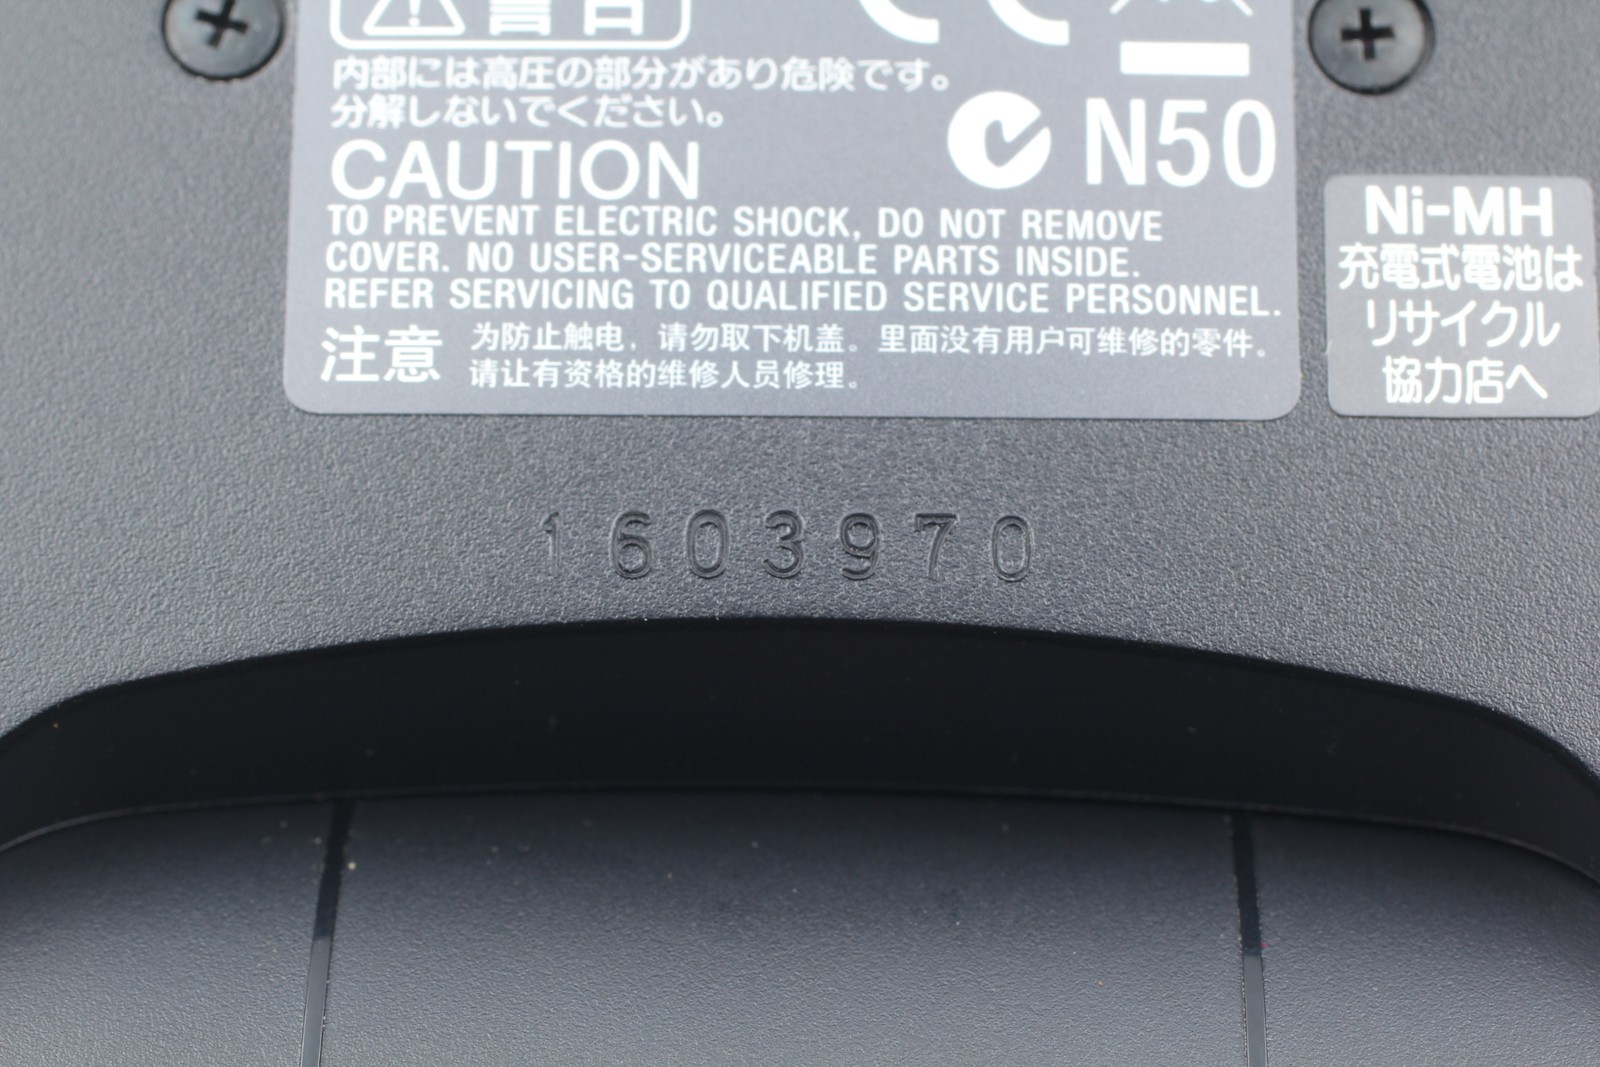 警告
内部には高圧の部分があり危険です。
分解しないでください。
CAUTION
N50
TO PREVENT ELECTRIC SHOCK, DO NOT REMOVE
COVER. NO USER-SERVICEABLE PARTS INSIDE.
REFER SERVICING TO QUALIFIED SERVICE PERSONNEL.
注意
为防止触电，请勿取下机盖。里面没有用户可维修的零件。
请让有资格的维修人员修理。
Ni-MH
充電式電池は
リサイクル
協力店へ
1603970